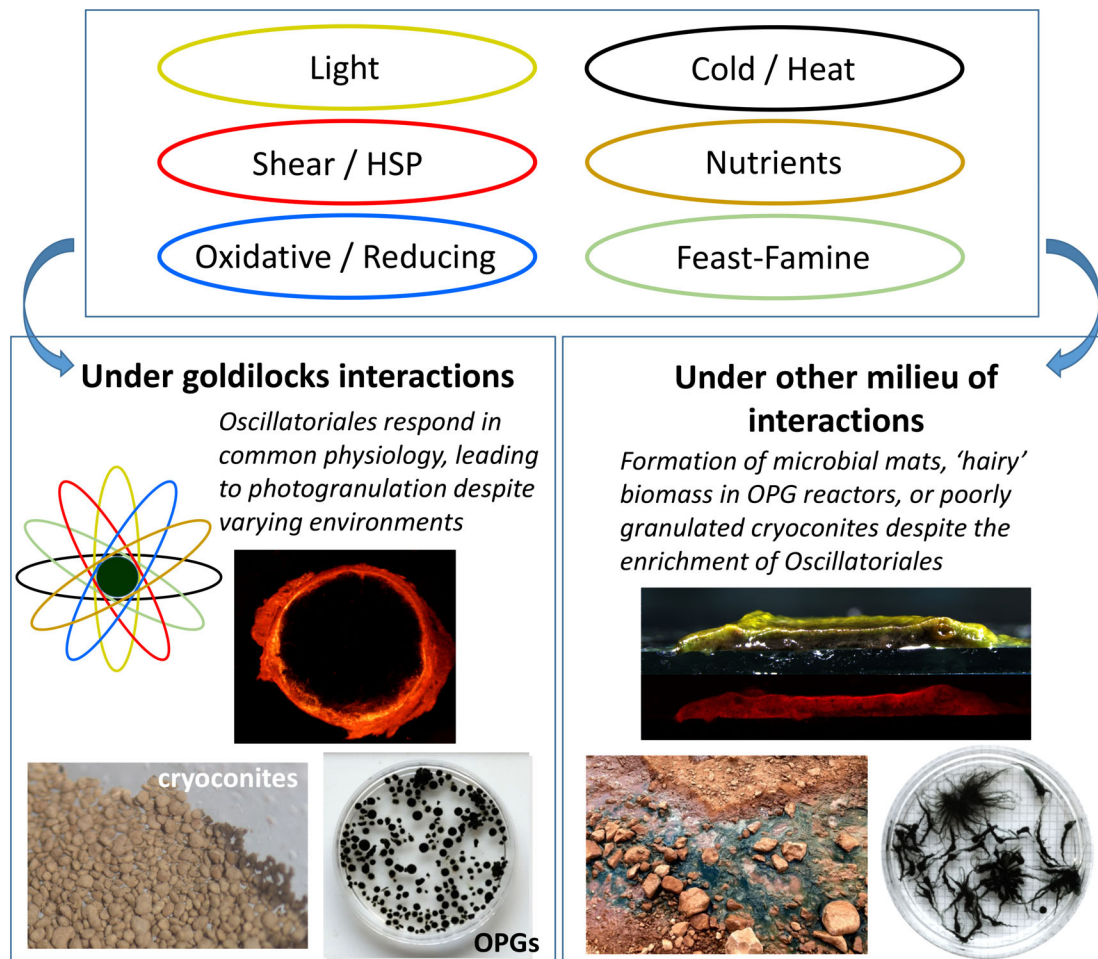 Light
Cold / Heat
Shear / HSP
Nutrients
Oxidative / Reducing
Feast-Famine
Under goldilocks interactions
Oscillatoriales respond in
common physiology, leading
to photogranulation despite
varying environments
cryoconites
OPGs
Under other milieu of
interactions
Formation of microbial mats, ‘hairy’
biomass in OPG reactors, or poorly
granulated cryoconites despite the
enrichment of Oscillatoriales